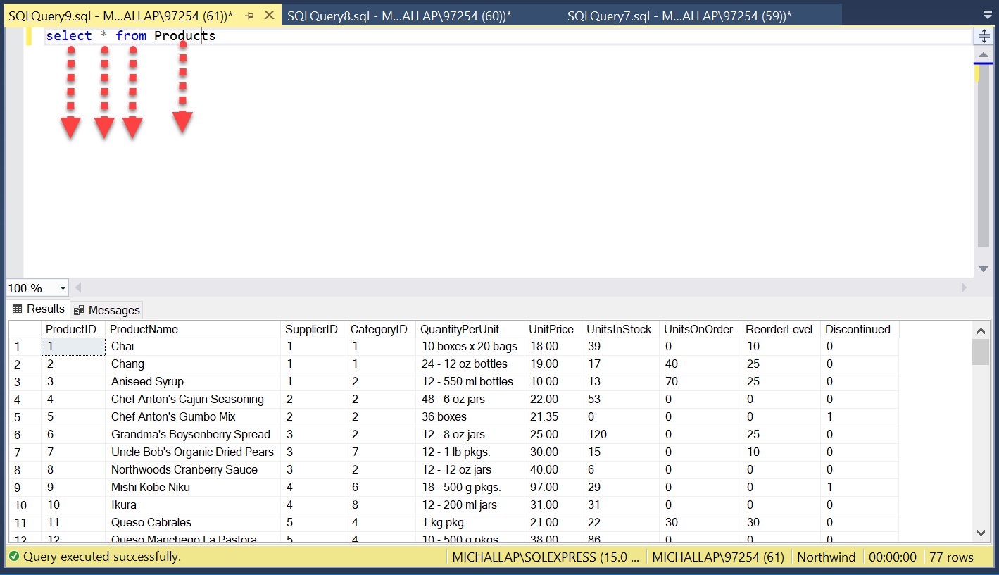 SQLQuery9.sql - M...ALLAP\97254 (61))* SQLQuery8.sql - M...ALLAP\97254 (60))* SQLQuery7.sql - M...ALLAP\97254 (59))*
select * from Products
100 %
Results Messages
ProductID ProductName SupplierID CategoryID QuantityPerUnit UnitPrice UnitsInStock UnitsOnOrder ReorderLevel Discontinued
1 1 Chai 1 1 10 boxes x 20 bags 18.00 39 0 10 0
2 2 Chang 1 1 24 - 12 oz bottles 19.00 17 40 25 0
3 3 Aniseed Syrup 1 2 12 - 550 ml bottles 10.00 13 70 25 0
4 4 Chef Anton's Cajun Seasoning 2 2 48 - 6 oz jars 22.00 53 0 0 0
5 5 Chef Anton's Gumbo Mix 2 2 36 boxes 21.35 0 0 0 1
6 6 Grandma's Boysenberry Spread 3 2 12 - 8 oz jars 25.00 120 0 25 0
7 7 Uncle Bob's Organic Dried Pears 3 7 12 - 1 lb pkgs. 30.00 15 0 10 0
8 8 Northwoods Cranberry Sauce 3 2 12 - 12 oz jars 40.00 6 0 0 0
9 9 Mishi Kobe Niku 4 6 18 - 500 g pkgs. 97.00 29 0 0 1
10 10 Ikura 4 8 12 - 200 ml jars 31.00 31 0 0 0
11 11 Queso Cabrales 5 4 1 kg pkg. 21.00 22 30 30 0
12 12 Queso Manchego La Pastora 5 4 10 - 500 g pkgs. 38.00 86 0 0 0
Query executed successfully. MICHALLAP\SQLEXPRESS (15.0 ... MICHALLAP\97254 (61) Northwind 00:00:00 77 rows